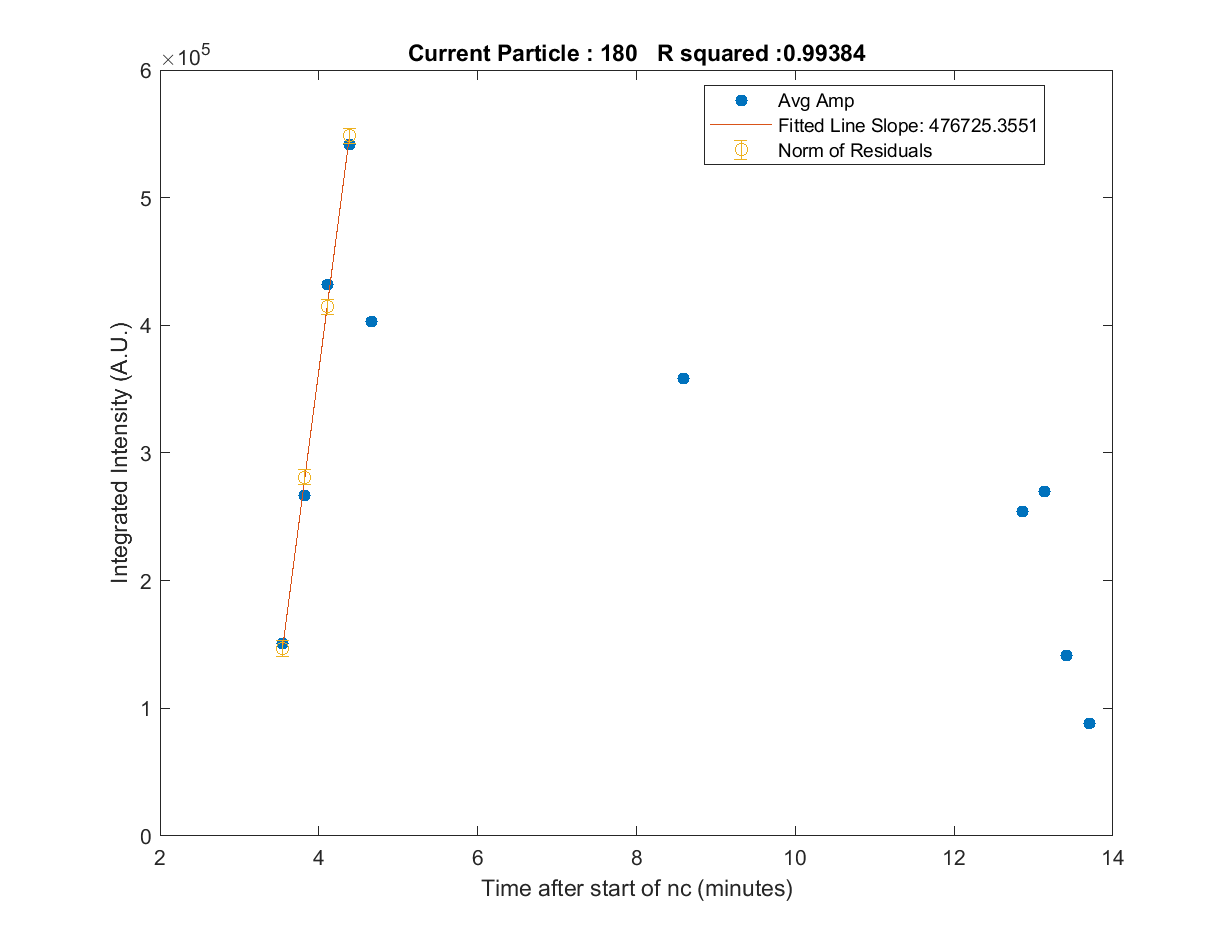 Current Particle : 180   R squared :0.99384
×10^5
6
5
4
3
2
1
0
Integrated Intensity (A.U.)
Avg Amp
Fitted Line Slope: 476725.3551
Norm of Residuals
2 4 6 8 10 12 14
Time after start of nc (minutes)